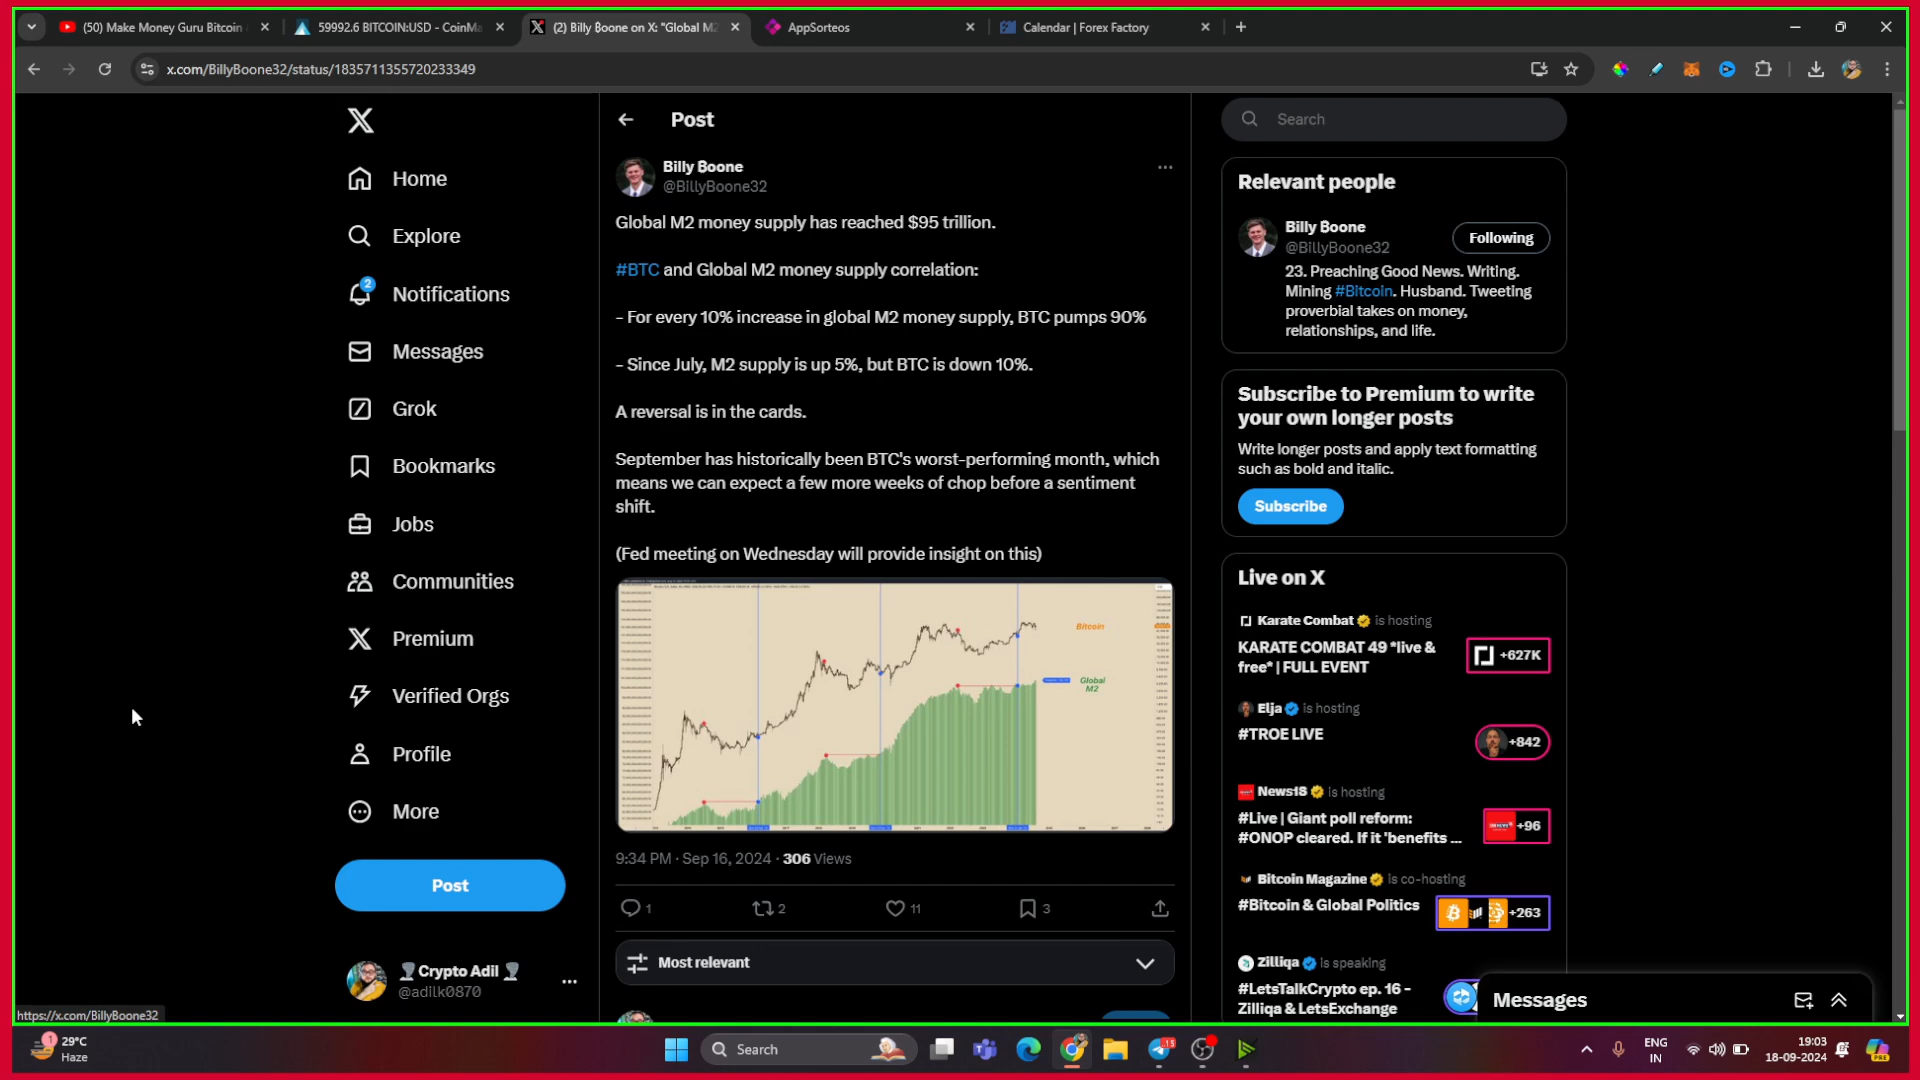 (50) Make Money Guru Bitcoin
59992.6 BITCOIN:USD - CoinMa
(2) Billy ₿oone on X: "Global M2
AppSorteos
Calendar | Forex Factory
x.com/BillyBoone32/status/1835711355720233349
Home
Explore
2
Notifications
Messages
Grok
Bookmarks
Jobs
Communities
Premium
Verified Orgs
Profile
More
Post
Crypto Adil
@adilk0870
https://x.com/BillyBoone32
Post
Billy ₿oone
@BillyBoone32
Global M2 money supply has reached $95 trillion.
#BTC and Global M2 money supply correlation:
- For every 10% increase in global M2 money supply, BTC pumps 90%
- Since July, M2 supply is up 5%, but BTC is down 10%.
A reversal is in the cards.
September has historically been BTC's worst-performing month, which
means we can expect a few more weeks of chop before a sentiment
shift.
(Fed meeting on Wednesday will provide insight on this)
Bitcoin
Global
M2
9:34 PM · Sep 16, 2024 · 306 Views
1
2
11
3
Most relevant
Search
Relevant people
Billy ₿oone
@BillyBoone32
Following
23. Preaching Good News. Writing.
Mining #Bitcoin. Husband. Tweeting
proverbial takes on money,
relationships, and life.
Subscribe to Premium to write
your own longer posts
Write longer posts and apply text formatting
such as bold and italic.
Subscribe
Live on X
Karate Combat is hosting
KARATE COMBAT 49 *live &
free* | FULL EVENT
+627K
Elja is hosting
#TROE LIVE
+842
News18 is hosting
#Live | Giant poll reform:
#ONOP cleared. If it 'benefits ...
+96
Bitcoin Magazine is co-hosting
#Bitcoin & Global Politics
+263
Zilliqa is speaking
#LetsTalkCrypto ep. 16 -
Zilliqa & LetsExchange
Messages
1
29°C
Haze
Search
ENG
IN
19:03
18-09-2024